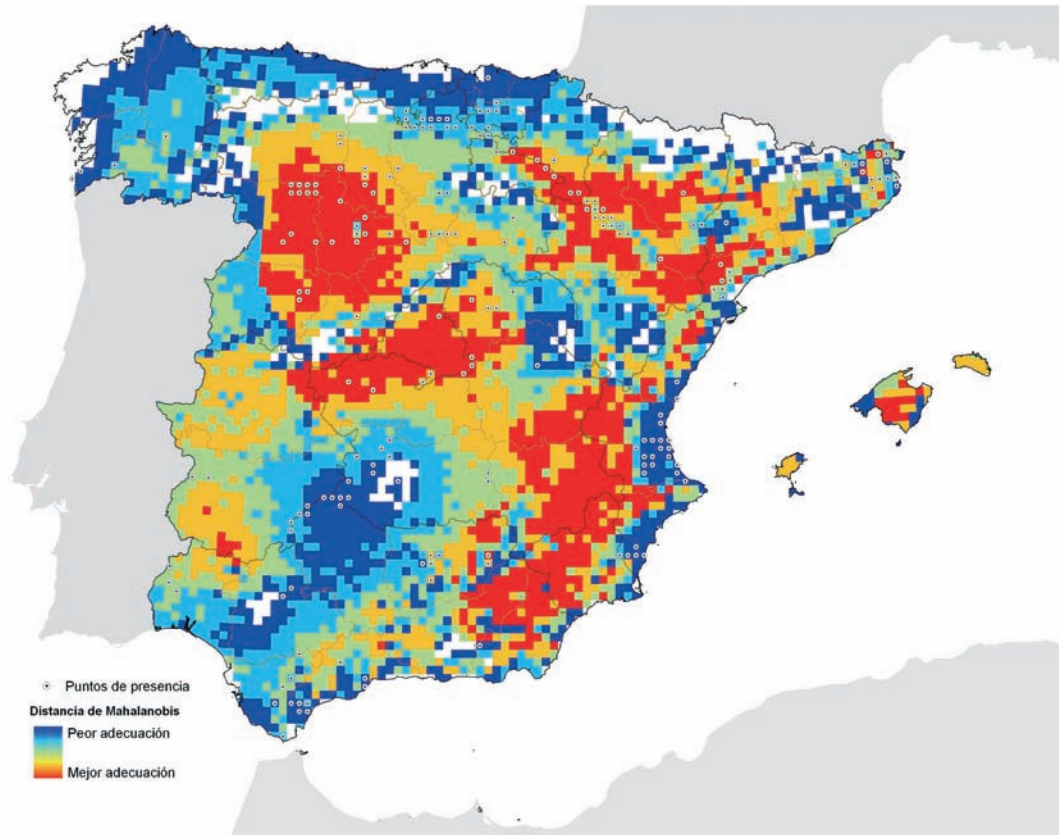 Puntos de presencia
Distancia de Mahalanobis
Peor adecuación
Mejor adecuación